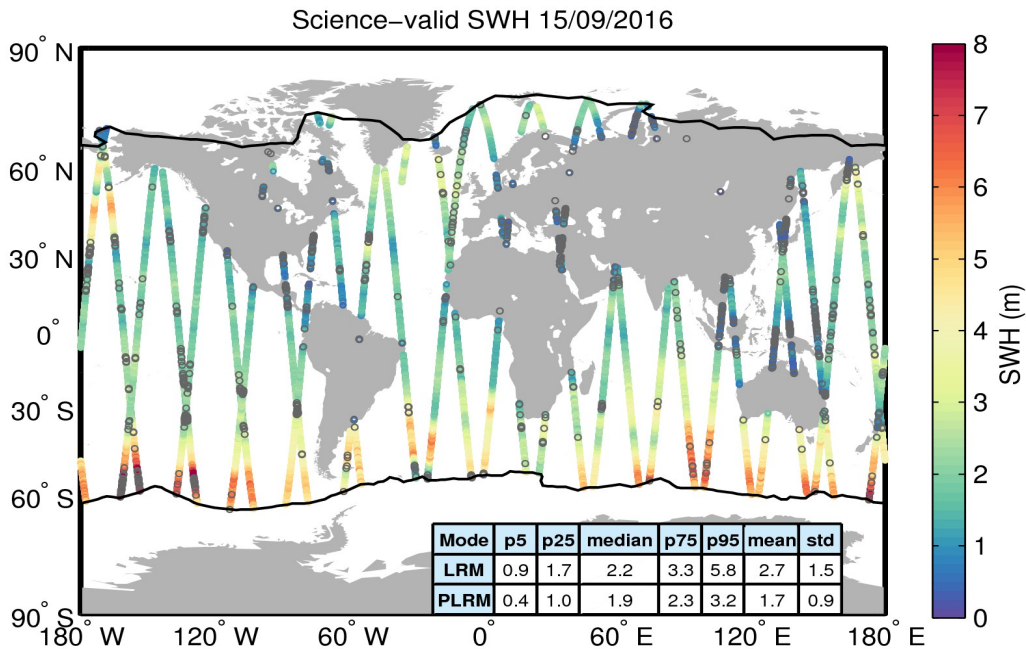 Science−valid SWH 15/09/2016
90° N
60° N
30° N
0°
30° S
60° S
90° S
180° W
120° W
60° W
0°
60° E
120° E
180° E
Mode p5 p25 median p75 p95 mean std
LRM 0.9 1.7 2.2 3.3 5.8 2.7 1.5
PLRM 0.4 1.0 1.9 2.3 3.2 1.7 0.9
8
7
6
5
4
3
2
1
0
SWH (m)